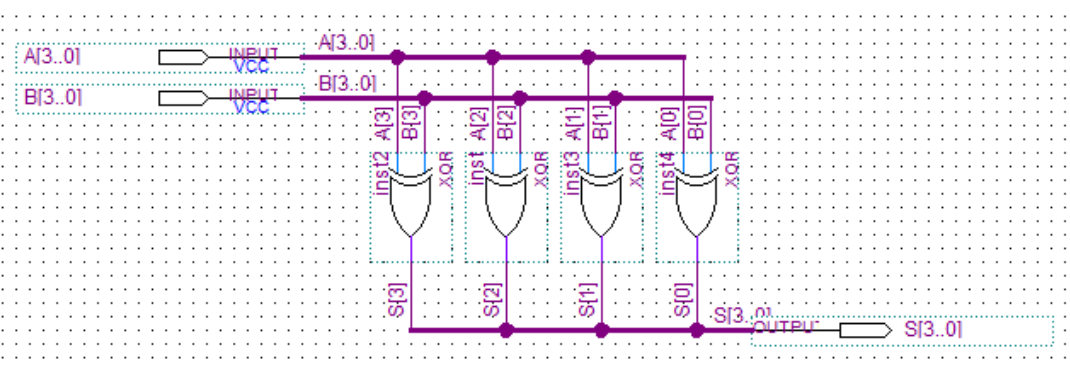 A[3..0]
A[3..0]
INPUT
VCC
B[3..0]
B[3..0]
INPUT
VCC
A[3]
B[3]
A[2]
B[2]
A[1]
B[1]
A[0]
B[0]
inst2
XOR
inst
XOR
inst3
XOR
inst4
XOR
S[3]
S[2]
S[1]
S[0]
S[3..0]
OUTPUT
S[3..0]